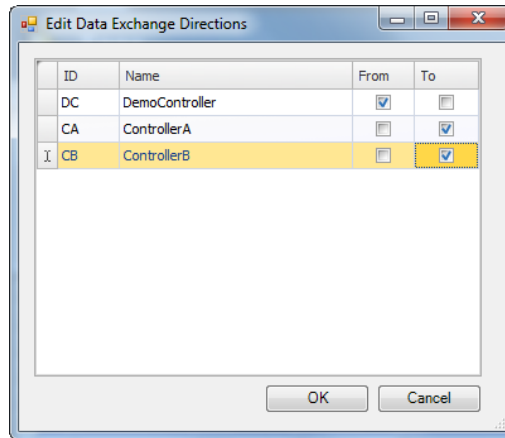 Edit Data Exchange Directions
ID Name From To
DC DemoController
CA ControllerA
CB ControllerB
OK Cancel